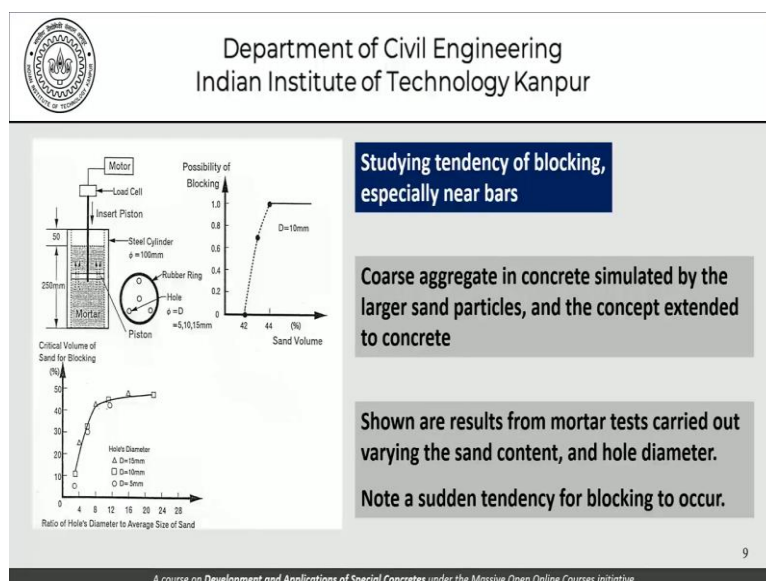 Department of Civil Engineering
Indian Institute of Technology Kanpur
INDIAN INSTITUTE OF TECHNOLOGY KANPUR
Motor
Load Cell
Insert Piston
50
Steel Cylinder
φ=100mm
Rubber Ring
250mm
Hole
φ=D
=5,10,15mm
Mortar
Piston
Possibility of
Blocking
1.0
0.8
0.6
0.4
0.2
0
D=10mm
42 44 (%)
Sand Volume
Critical Volume of
Sand for Blocking
(%)
50
40
30
20
10
0
Hole's Diameter
△ D=15mm
□ D=10mm
○ D=5mm
4 8 12 16 20 24 28
Ratio of Hole's Diameter to Average Size of Sand
Studying tendency of blocking,
especially near bars
Coarse aggregate in concrete simulated by the
larger sand particles, and the concept extended
to concrete
Shown are results from mortar tests carried out
varying the sand content, and hole diameter.
Note a sudden tendency for blocking to occur.
9
A course on Development and Applications of Special Concretes under the Massive Open Online Courses initiative